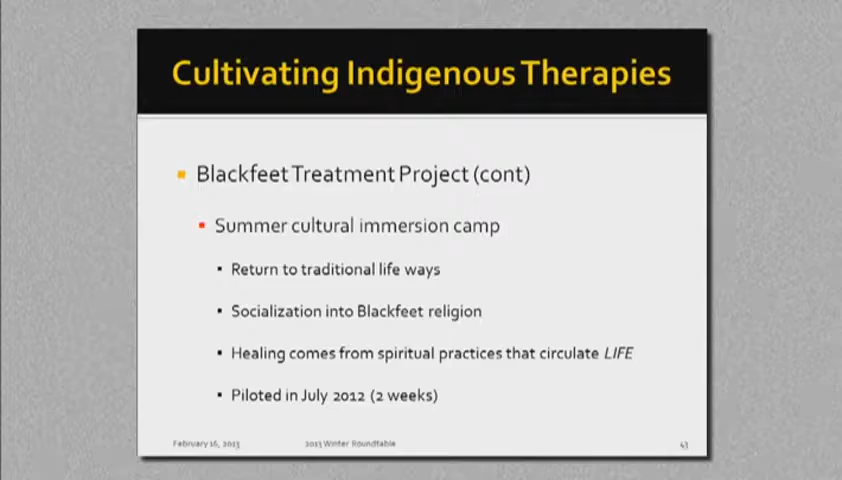 Cultivating Indigenous Therapies
Blackfeet Treatment Project (cont)
Summer cultural immersion camp
Return to traditional life ways
Socialization into Blackfeet religion
Healing comes from spiritual practices that circulate LIFE
Piloted in July 2012 (2 weeks)
February 16, 2013 2013 Winter Roundtable 43